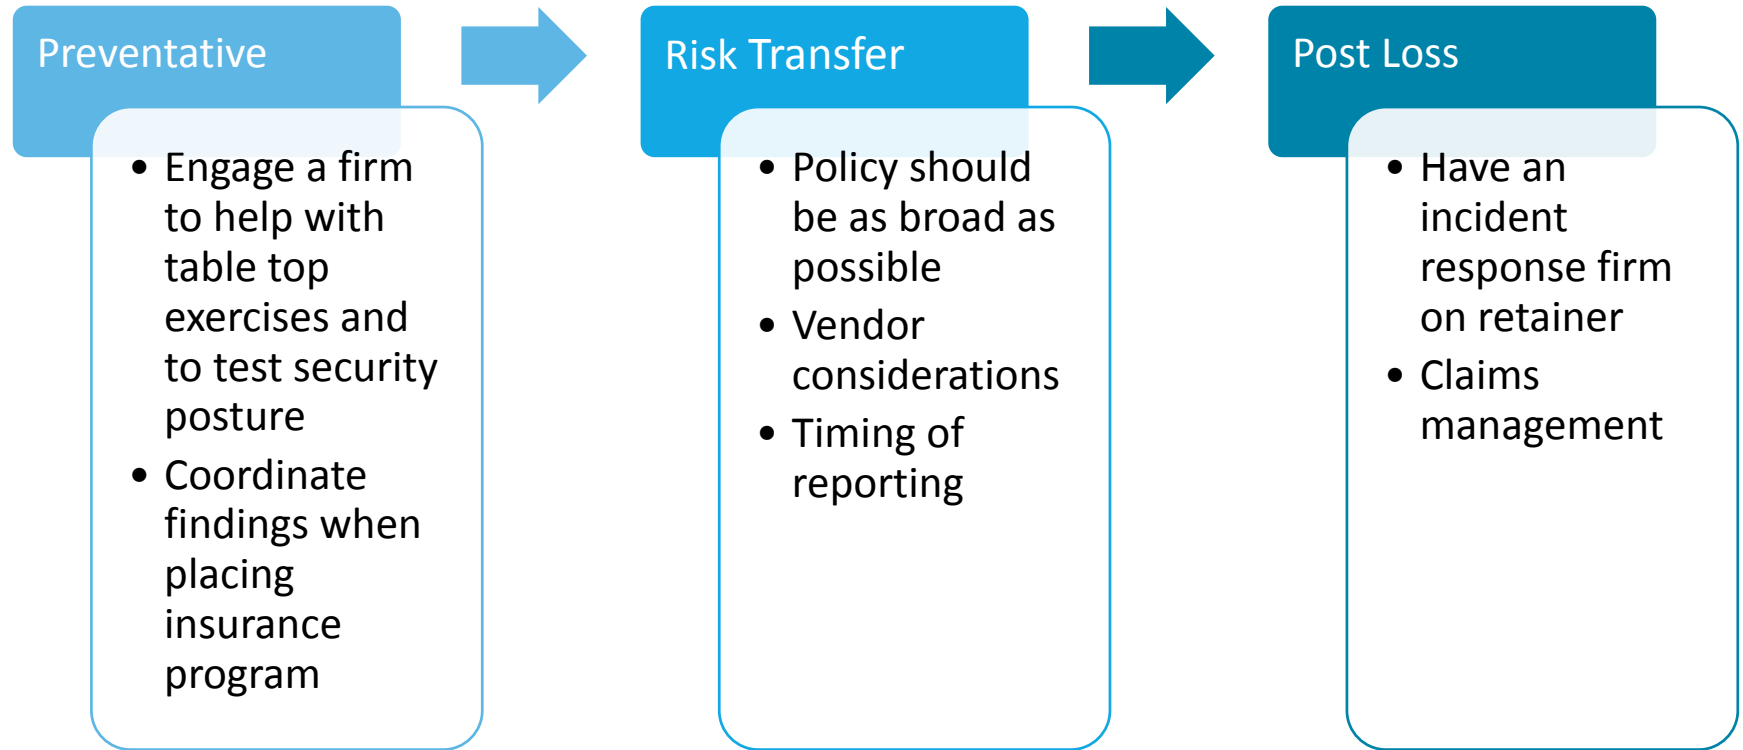 Preventative
• Engage a firm
to help with
table top
exercises and
to test security
posture
• Coordinate
findings when
placing
insurance
program
Risk Transfer
• Policy should
be as broad as
possible
• Vendor
considerations
• Timing of
reporting
Post Loss
• Have an
incident
response firm
on retainer
• Claims
management